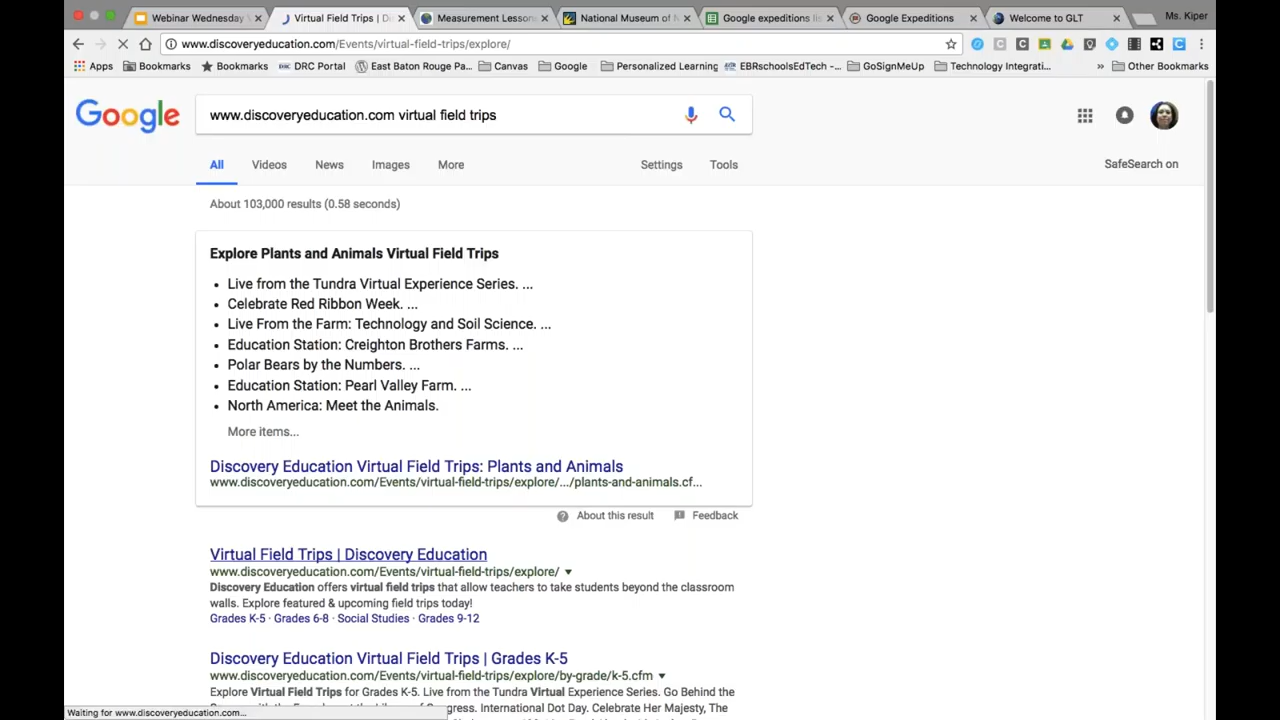 Webinar Wednesday
Virtual Field Trips | Di
Measurement Lesson
National Museum of N
Google expeditions lis
Google Expeditions
Welcome to GLT
Ms. Kiper
www.discoveryeducation.com/Events/virtual-field-trips/explore/
Apps
Bookmarks
Bookmarks
DRC Portal
East Baton Rouge Pa...
Canvas
Google
Personalized Learning
EBRschoolsEdTech -...
GoSignMeUp
Technology Integrati...
»
Other Bookmarks
Google
www.discoveryeducation.com virtual field trips
All
Videos
News
Images
More
Settings
Tools
SafeSearch on
About 103,000 results (0.58 seconds)
Explore Plants and Animals Virtual Field Trips
• Live from the Tundra Virtual Experience Series. ...
• Celebrate Red Ribbon Week. ...
• Live From the Farm: Technology and Soil Science. ...
• Education Station: Creighton Brothers Farms. ...
• Polar Bears by the Numbers. ...
• Education Station: Pearl Valley Farm. ...
• North America: Meet the Animals.
More items...
Discovery Education Virtual Field Trips: Plants and Animals
www.discoveryeducation.com/Events/virtual-field-trips/explore/.../plants-and-animals.cf...
About this result
Feedback
Virtual Field Trips | Discovery Education
www.discoveryeducation.com/Events/virtual-field-trips/explore/
Discovery Education offers virtual field trips that allow teachers to take students beyond the classroom
walls. Explore featured & upcoming field trips today!
Grades K-5 · Grades 6-8 · Social Studies · Grades 9-12
Discovery Education Virtual Field Trips | Grades K-5
www.discoveryeducation.com/Events/virtual-field-trips/explore/by-grade/k-5.cfm
Explore Virtual Field Trips for Grades K-5. Live from the Tundra Virtual Experience Series. Go Behind the
International Dot Day. Celebrate Her Majesty, The
Waiting for www.discoveryeducation.com...